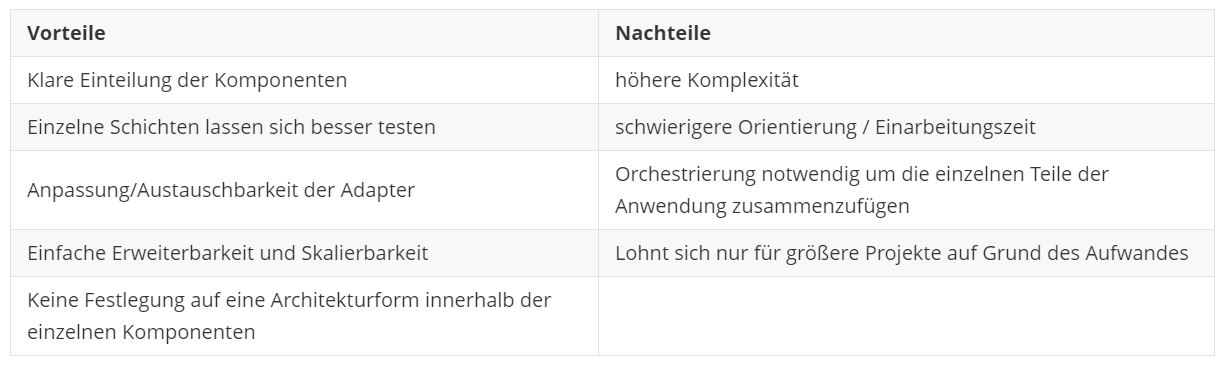 Vorteile
Nachteile
Klare Einteilung der Komponenten
höhere Komplexität
Einzelne Schichten lassen sich besser testen
schwierigere Orientierung / Einarbeitungszeit
Anpassung/Austauschbarkeit der Adapter
Orchestrierung notwendig um die einzelnen Teile der
Anwendung zusammenzufügen
Einfache Erweiterbarkeit und Skalierbarkeit
Lohnt sich nur für größere Projekte auf Grund des Aufwandes
Keine Festlegung auf eine Architekturform innerhalb der
einzelnen Komponenten